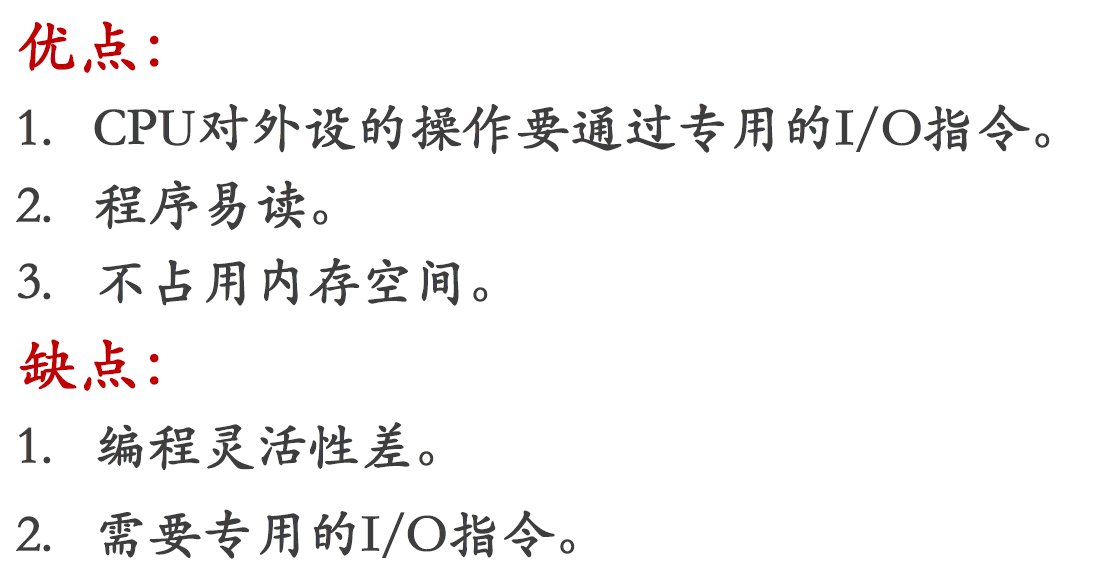 优点：
1. CPU对外设的操作要通过专用的I/O指令。
2. 程序易读。
3. 不占用内存空间。
缺点：
1. 编程灵活性差。
2. 需要专用的I/O指令。